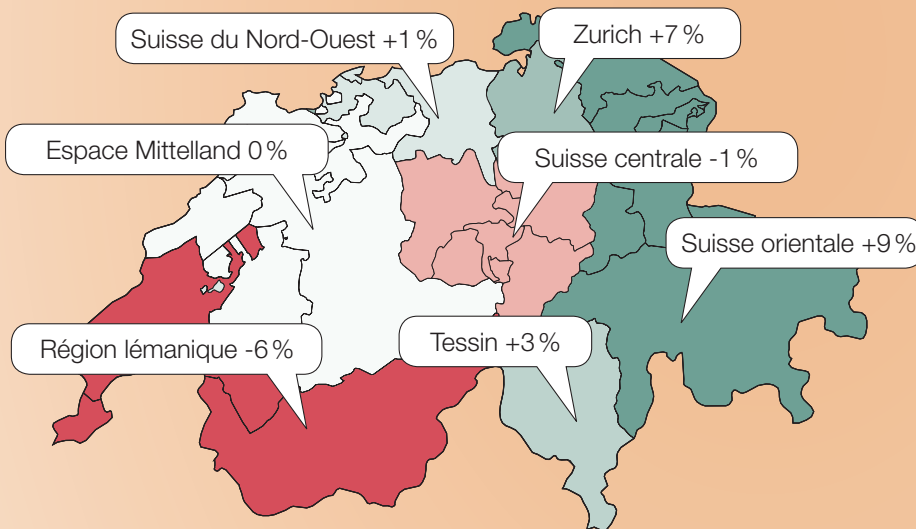 Suisse du Nord-Ouest +1 %
Zurich +7 %
Espace Mittelland 0 %
Suisse centrale -1 %
Suisse orientale +9 %
Région lémanique -6 %
Tessin +3 %